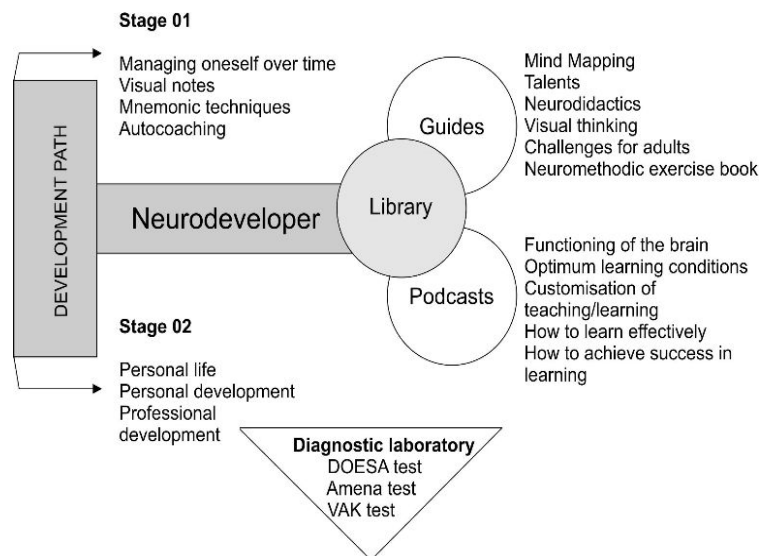 Stage 01
Managing oneself over time
Visual notes
Mnemonic techniques
Autocoaching
DEVELOPMENT PATH
Neurodeveloper
Library
Guides
Mind Mapping
Talents
Neurodidactics
Visual thinking
Challenges for adults
Neuromethodic exercise book
Podcasts
Functioning of the brain
Optimum learning conditions
Customisation of
teaching/learning
How to learn effectively
How to achieve success in
learning
Stage 02
Personal life
Personal development
Professional
development
Diagnostic laboratory
DOESA test
Amena test
VAK test